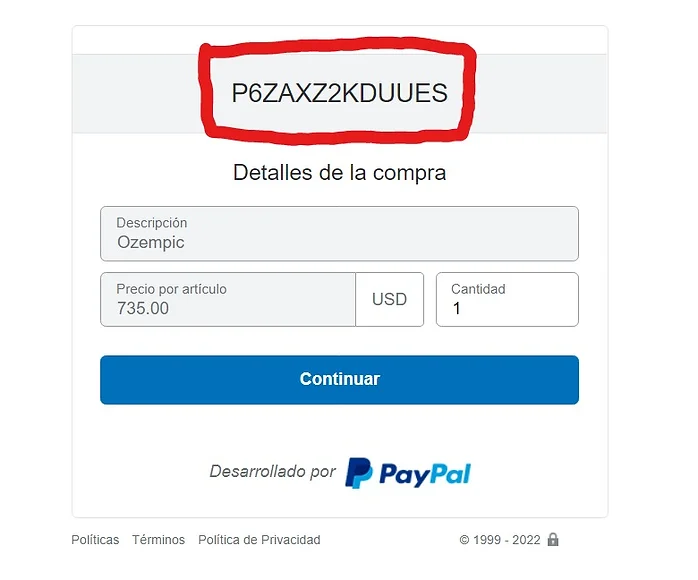 P6ZAXZ2KDUUES
Detalles de la compra
Descripción
Ozempic
Precio por artículo
735.00
USD
Cantidad
1
Continuar
Desarrollado por PayPal
Políticas Términos Política de Privacidad © 1999 - 2022